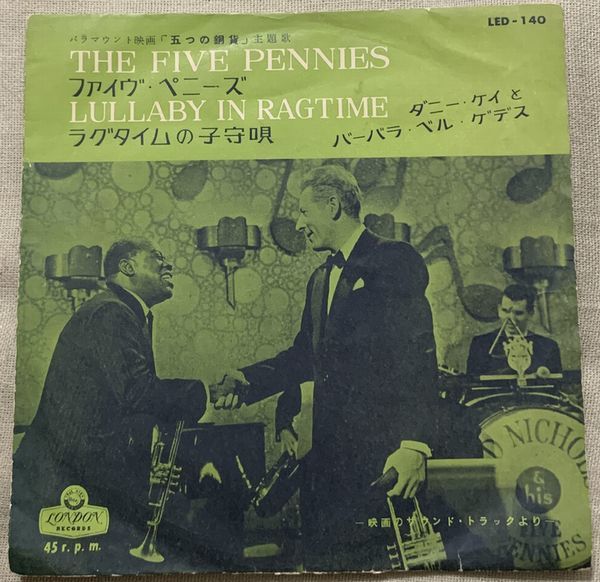 LED-140
パラマウント映画「五つの銅貨」主題歌
THE FIVE PENNIES
ファイヴ・ペニーズ
LULLABY IN RAGTIME
ラグタイムの子守唄
ダニー・ケイと
バーバラ・ベル・ゲデス
D NICHOLS
& his
FIVE
PENNIES
—映画のサウンド・トラックより—
LONDON
RECORDS
45 r. p. m.